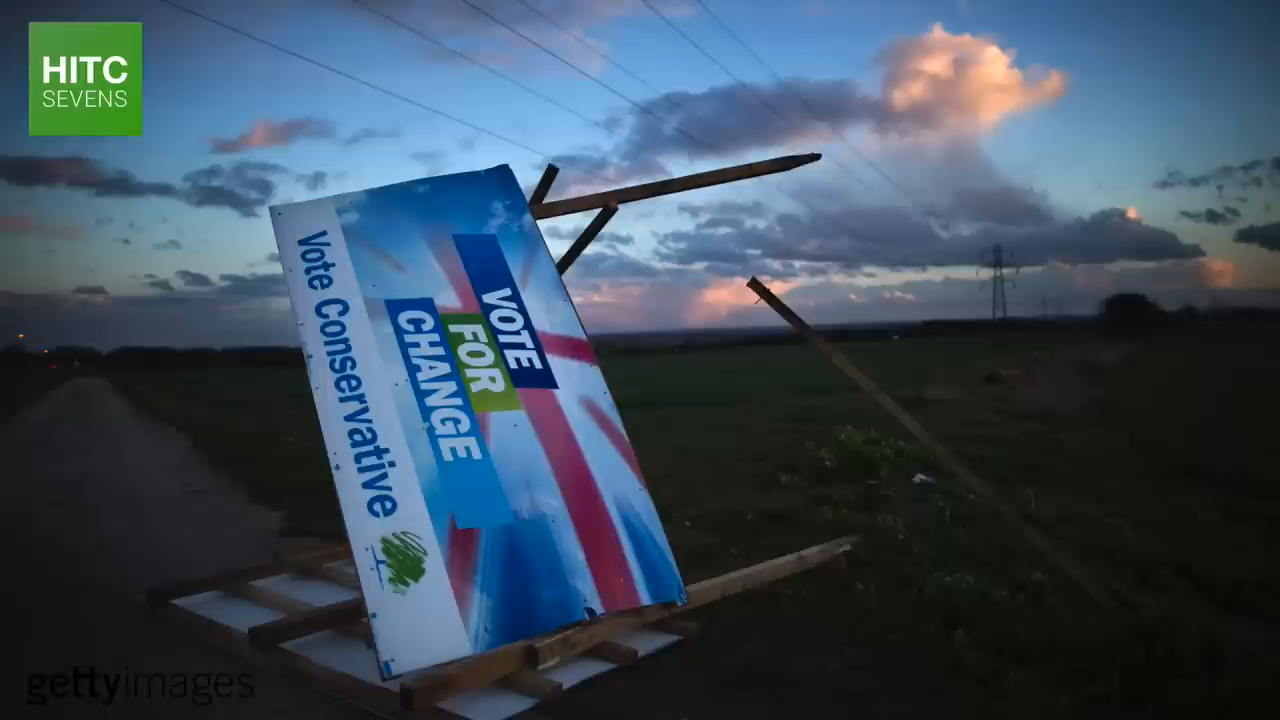 HITC
SEVENS
VOTE
FOR
CHANGE
Vote Conservative
gettyimages